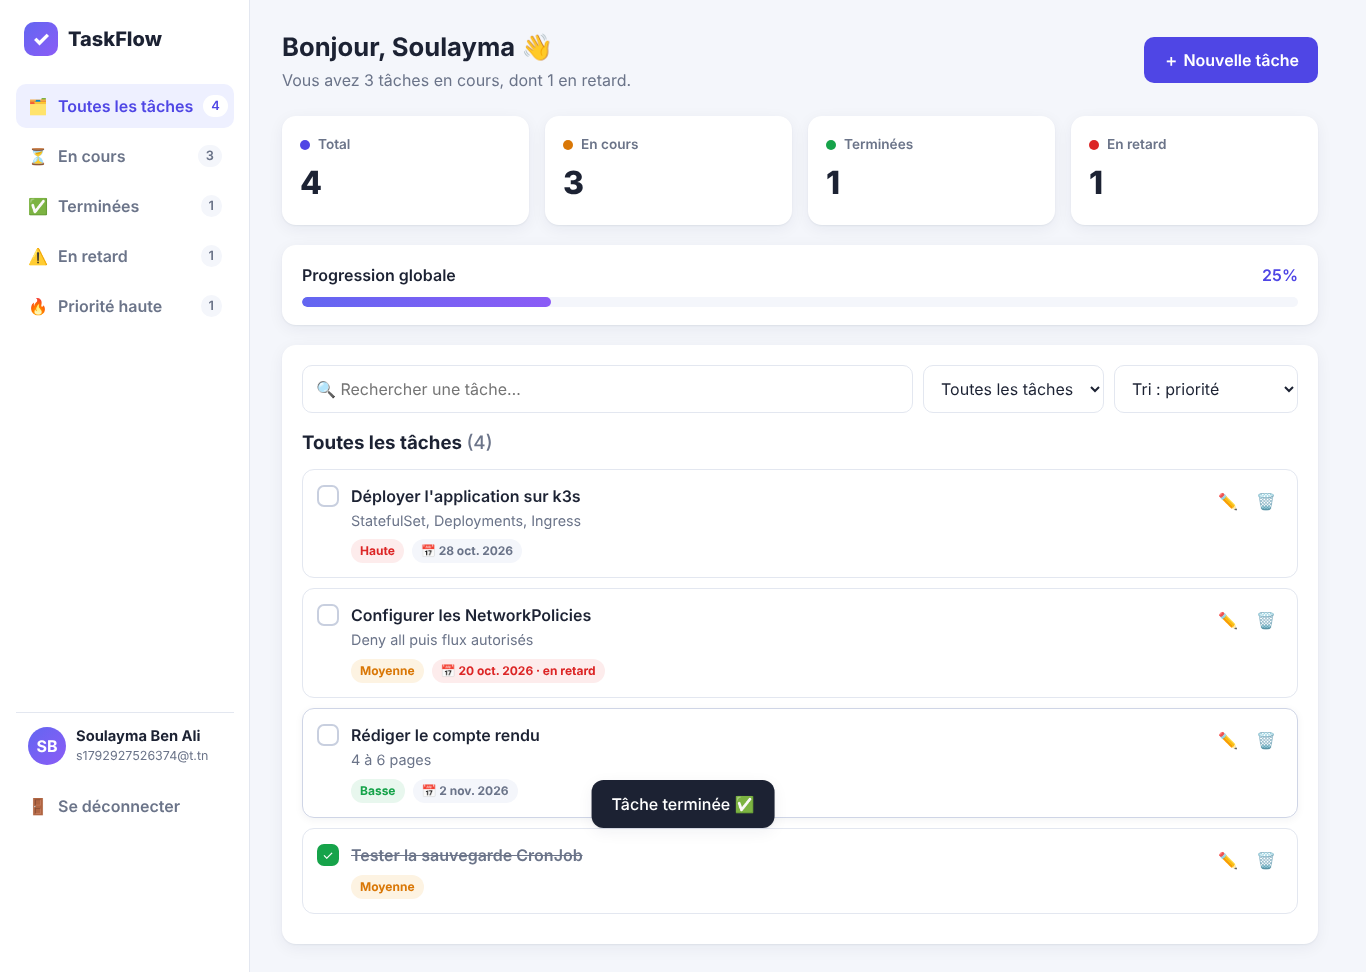 TaskFlow
🗂️ Toutes les tâches 4
⏳ En cours 3
✅ Terminées 1
⚠️ En retard 1
🔥 Priorité haute 1
SB
Soulayma Ben Ali
s1792927526374@t.tn
🚪 Se déconnecter
Bonjour, Soulayma 👋
Vous avez 3 tâches en cours, dont 1 en retard.
+ Nouvelle tâche
Total
4
En cours
3
Terminées
1
En retard
1
Progression globale 25%
🔍 Rechercher une tâche...
Toutes les tâches
Tri : priorité
Toutes les tâches (4)
Déployer l'application sur k3s
StatefulSet, Deployments, Ingress
Haute 📅 28 oct. 2026
Configurer les NetworkPolicies
Deny all puis flux autorisés
Moyenne 📅 20 oct. 2026 · en retard
Rédiger le compte rendu
4 à 6 pages
Basse 📅 2 nov. 2026
Tâche terminée ✅
Tester la sauvegarde CronJob
Moyenne